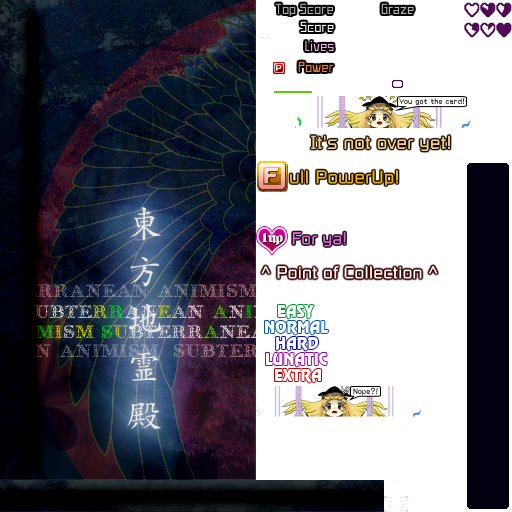 Top Score
Graze
Score
Lives
F Power
You got the card!
It's not over yet!
Full PowerUp!
1up For ya!
^ Point of Collection ^
東方地霊殿
RRANEAN ANIMISM
UBTERRANEAN ANI
MISM SUBTERRANEA
N ANIMISM SUBTERR
EASY
NORMAL
HARD
LUNATIC
EXTRA
Nope?!